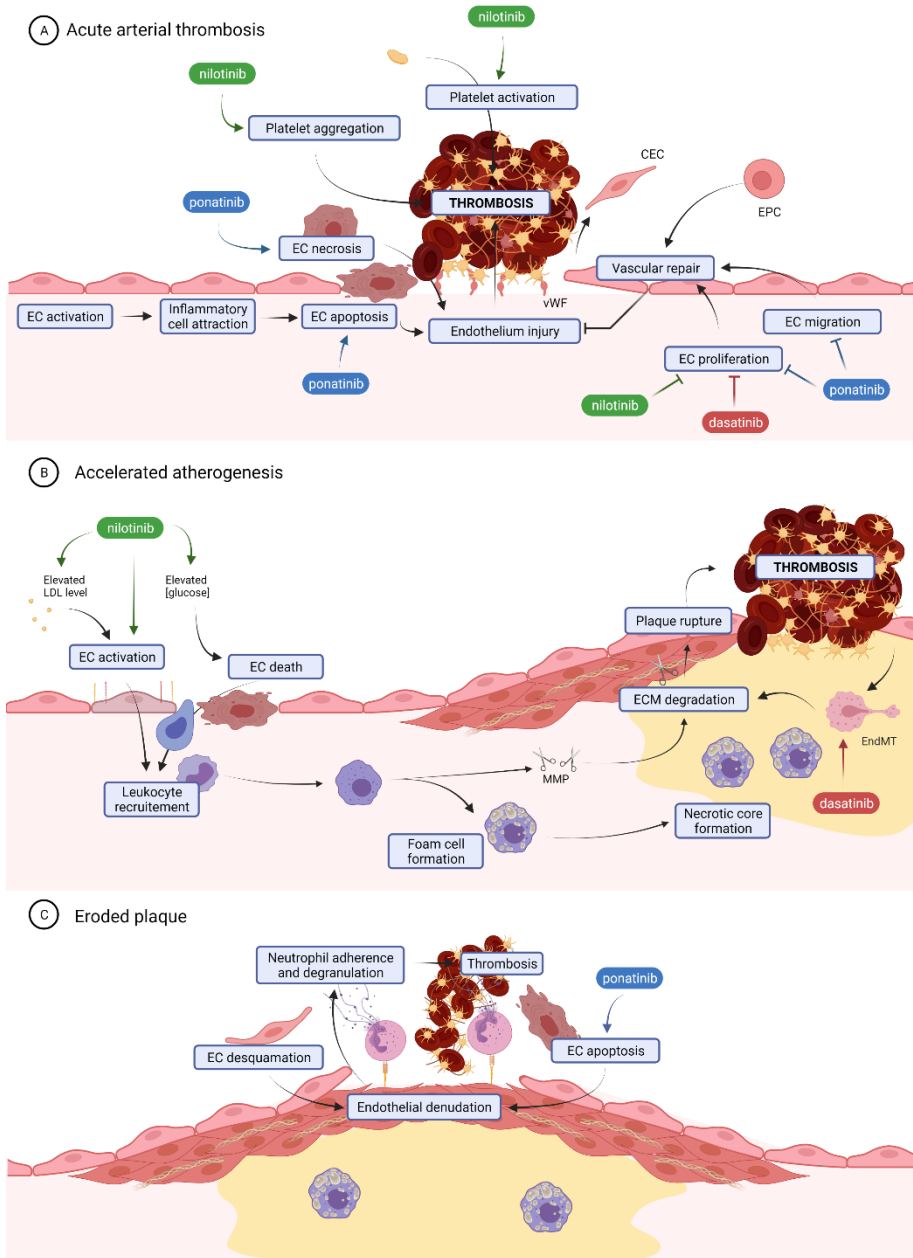 A Acute arterial thrombosis
nilotinib
nilotinib
Platelet activation
Platelet aggregation
CEC
EPC
THROMBOSIS
ponatinib
EC necrosis
Vascular repair
vWF
EC activation
Inflammatory
cell attraction
EC apoptosis
Endothelium injury
EC migration
EC proliferation
ponatinib
ponatinib
nilotinib
dasatinib
B Accelerated atherogenesis
nilotinib
Elevated
LDL level
Elevated
[glucose]
THROMBOSIS
Plaque rupture
EC activation
EC death
ECM degradation
EndMT
MMP
Leukocyte
recruitement
dasatinib
Necrotic core
formation
Foam cell
formation
C Eroded plaque
Neutrophil adherence
and degranulation
Thrombosis
ponatinib
EC desquamation
EC apoptosis
Endothelial denudation